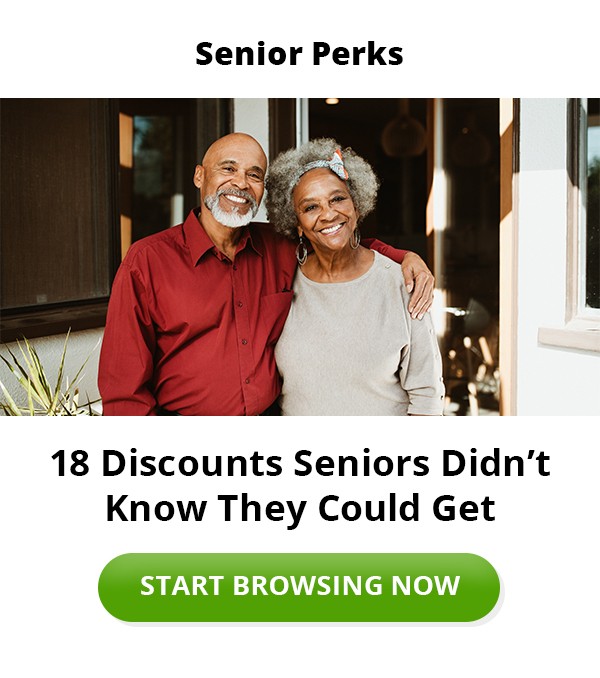 Senior Perks
18 Discounts Seniors Didn’t
Know They Could Get
START BROWSING NOW